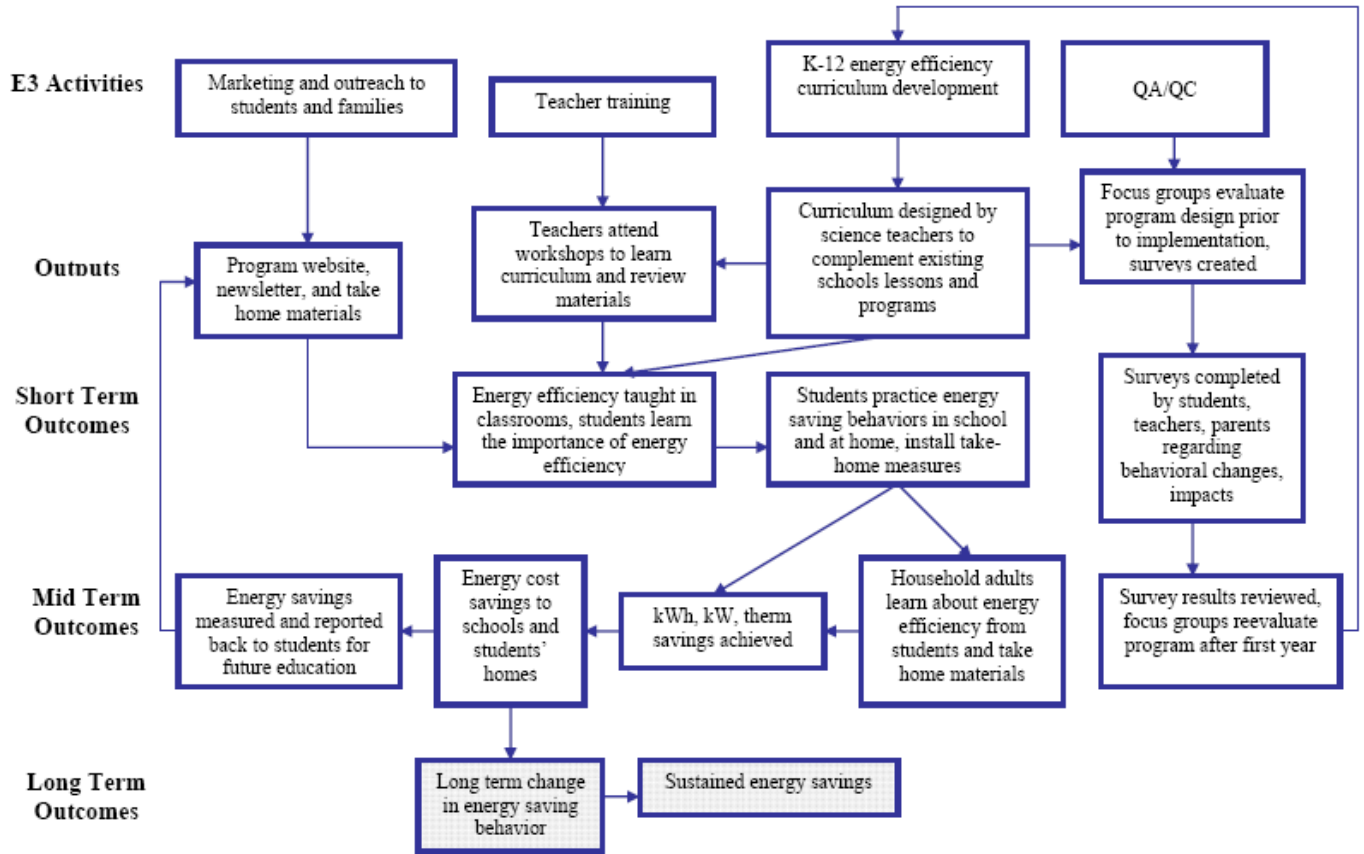 E3 Activities
Marketing and outreach to
students and families
Teacher training
K-12 energy efficiency
curriculum development
QA/QC
Outputs
Program website,
newsletter, and take
home materials
Teachers attend
workshops to learn
curriculum and review
materials
Curriculum designed by
science teachers to
complement existing
schools lessons and
programs
Focus groups evaluate
program design prior
to implementation,
surveys created
Short Term
Outcomes
Energy efficiency taught in
classrooms, students learn
the importance of energy
efficiency
Students practice energy
saving behaviors in school
and at home, install take-
home measures
Surveys completed
by students,
teachers, parents
regarding
behavioral changes,
impacts
Mid Term
Outcomes
Energy savings
measured and reported
back to students for
future education
Energy cost
savings to
schools and
students'
homes
kWh, kW, therm
savings achieved
Household adults
learn about energy
efficiency from
students and take
home materials
Survey results reviewed,
focus groups reevaluate
program after first year
Long Term
Outcomes
Long term change
in energy saving
behavior
Sustained energy savings